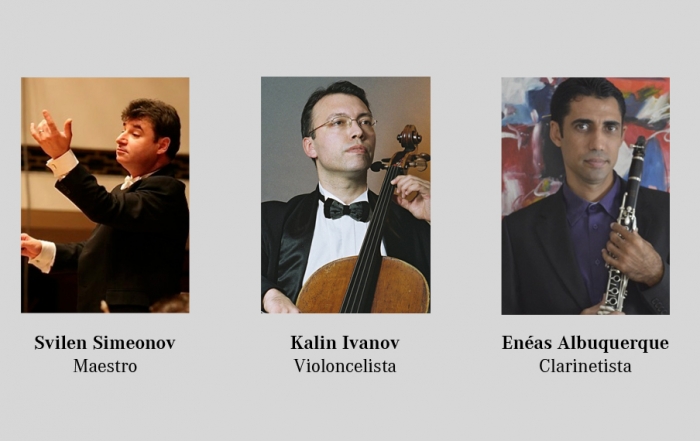 Svilen Simeonov
Maestro
Kalin Ivanov
Violoncelista
Enéas Albuquerque
Clarinetista